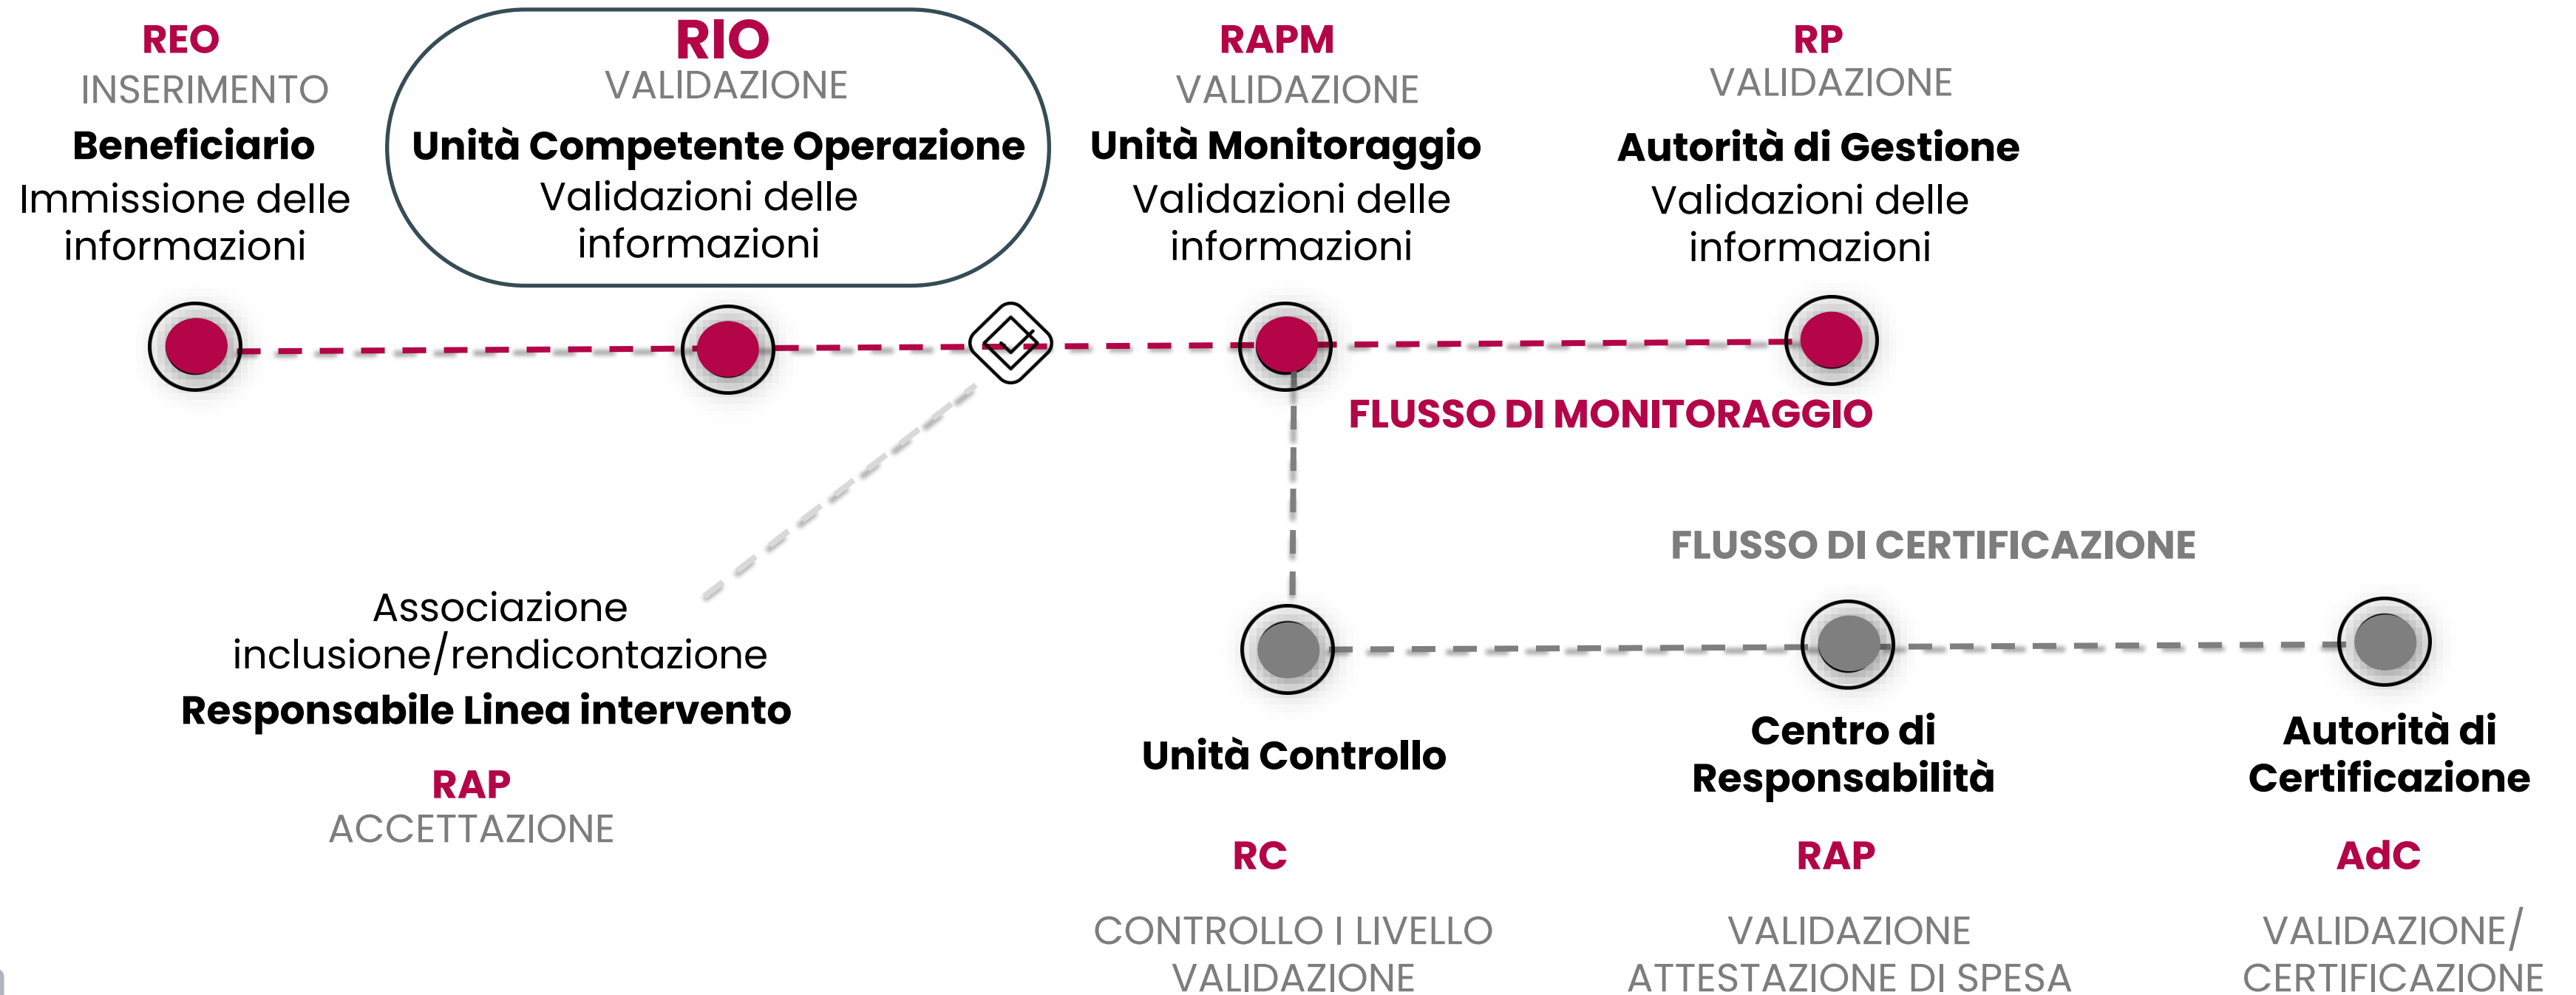 REO
INSERIMENTO
Beneficiario
Immissione delle
informazioni
RIO
VALIDAZIONE
Unità Competente Operazione
Validazioni delle
informazioni
RAPM
VALIDAZIONE
Unità Monitoraggio
Validazioni delle
informazioni
RP
VALIDAZIONE
Autorità di Gestione
Validazioni delle
informazioni
FLUSSO DI MONITORAGGIO
Associazione
inclusione/rendicontazione
Responsabile Linea intervento
RAP
ACCETTAZIONE
FLUSSO DI CERTIFICAZIONE
Unità Controllo
RC
CONTROLLO I LIVELLO
VALIDAZIONE
Centro di
Responsabilità
RAP
VALIDAZIONE
ATTESTAZIONE DI SPESA
Autorità di
Certificazione
AdC
VALIDAZIONE/
CERTIFICAZIONE